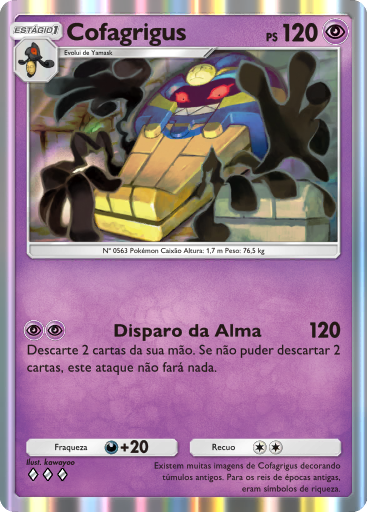 ESTÁGIO 1
Cofagrigus
PS 120
Evolui de Yamask
Nº 0563 Pokémon Caixão Altura: 1,7 m Peso: 76,5 kg
Disparo da Alma 120
Descarte 2 cartas da sua mão. Se não puder descartar 2
cartas, este ataque não fará nada.
Fraqueza +20
Recuo
Ilust. kawayoo
Existem muitas imagens de Cofagrigus decorando
túmulos antigos. Para os reis de épocas antigas,
eram símbolos de riqueza.